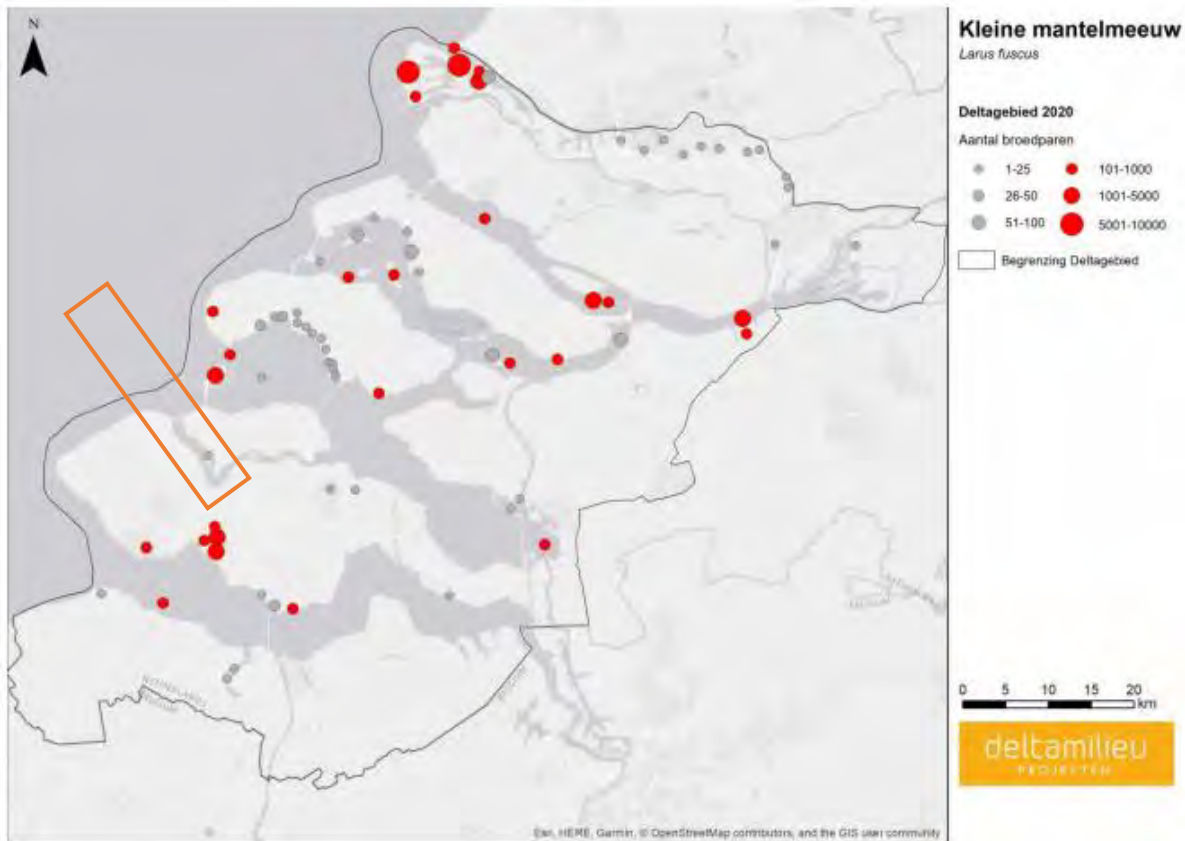 N
Kleine mantelmeeuw
Larus fuscus
Deltagebied 2020
Aantal broedparen
1-25
101-1000
26-50
1001-5000
51-100
5001-10000
Begrenzing Deltagebied
0 5 10 15 20
km
deltamilieu
PROJECTEN
Esri, HERE, Garmin, © OpenStreetMap contributors, and the GIS user community